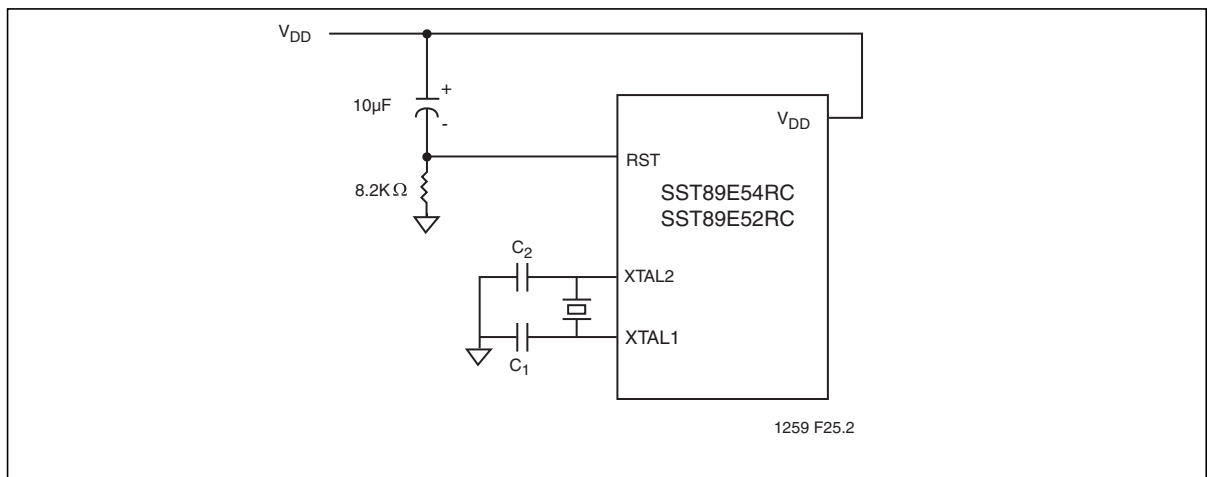 VDD
10µF
+
-
VDD
RST
8.2KΩ
SST89E54RC
SST89E52RC
C2
XTAL2
XTAL1
C1
1259 F25.2